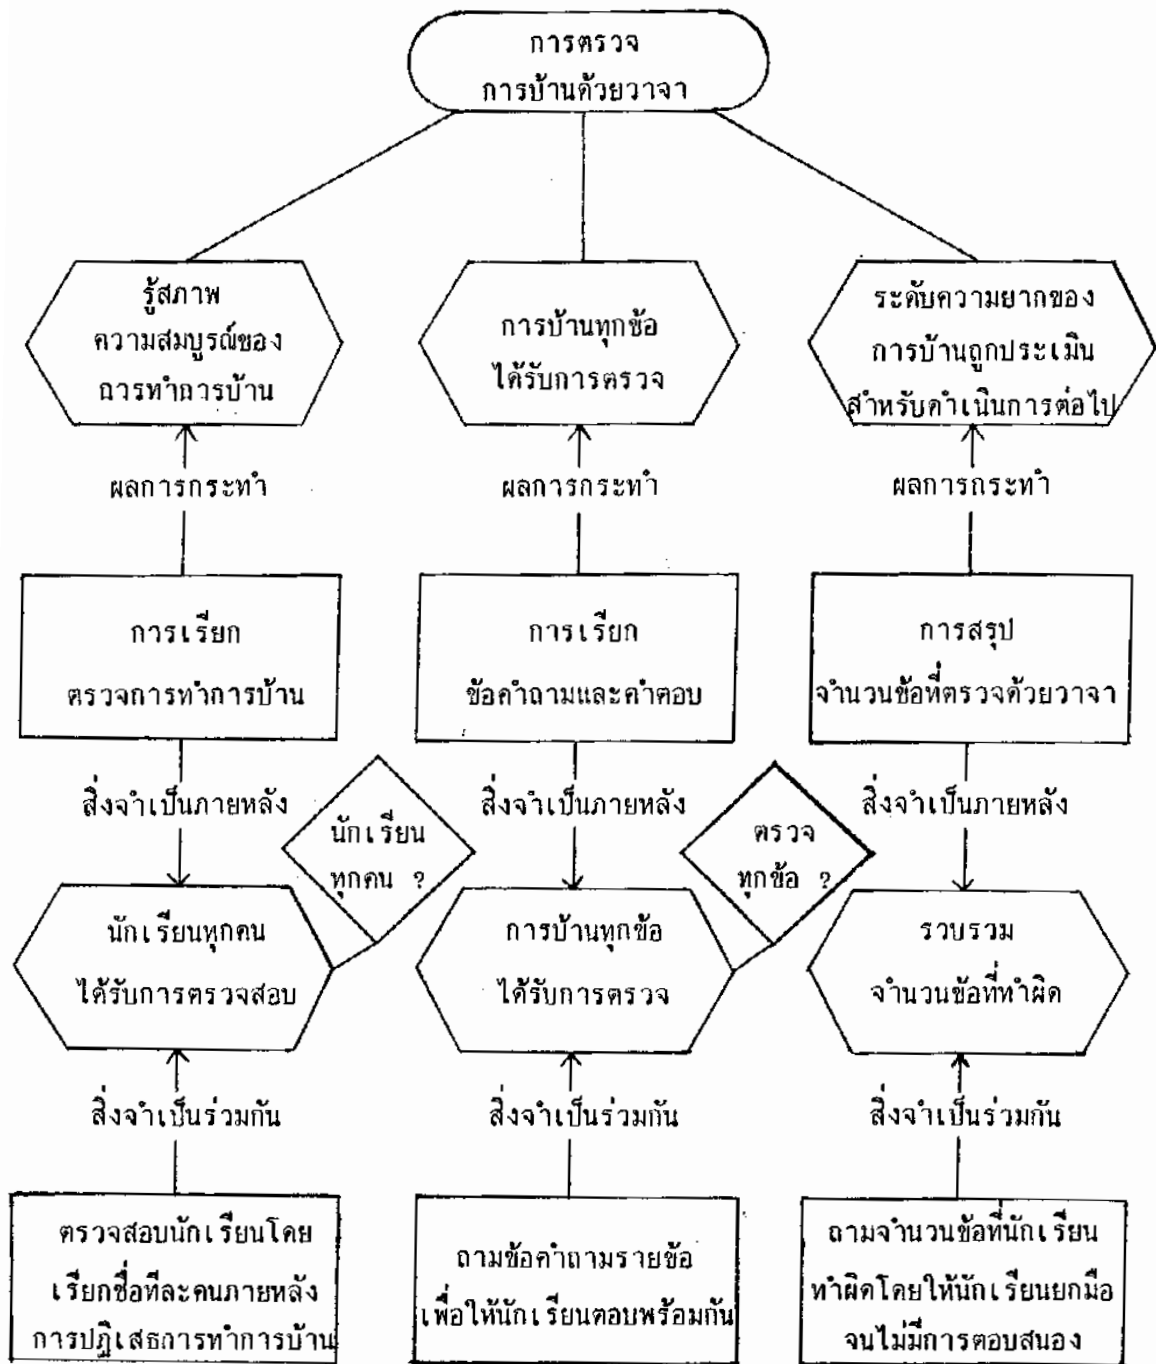 การตรวจ
การบ้านด้วยวาจา
รู้สภาพ
ความสมบูรณ์ของ
การทำการบ้าน
การบ้านทุกข้อ
ได้รับการตรวจ
ระดับความยากของ
การบ้านถูกประเมิน
สำหรับดำเนินการต่อไป
ผลการกระทำ
ผลการกระทำ
ผลการกระทำ
การเรียก
ตรวจการทำการบ้าน
การเรียก
ข้อคำถามและคำตอบ
การสรุป
จำนวนข้อที่ตรวจด้วยวาจา
สิ่งจำเป็นภายหลัง
สิ่งจำเป็นภายหลัง
สิ่งจำเป็นภายหลัง
นักเรียน
ทุกคน ?
ตรวจ
ทุกข้อ ?
นักเรียนทุกคน
ได้รับการตรวจสอบ
การบ้านทุกข้อ
ได้รับการตรวจ
รวบรวม
จำนวนข้อที่ทำผิด
สิ่งจำเป็นร่วมกัน
สิ่งจำเป็นร่วมกัน
สิ่งจำเป็นร่วมกัน
ตรวจสอบนักเรียนโดย
เรียกชื่อทีละคนภายหลัง
การปฏิเสธการทำการบ้าน
ถามข้อคำถามรายข้อ
เพื่อให้นักเรียนตอบพร้อมกัน
ถามจำนวนข้อที่นักเรียน
ทำผิดโดยให้นักเรียนยกมือ
จนไม่มีการตอบสนอง